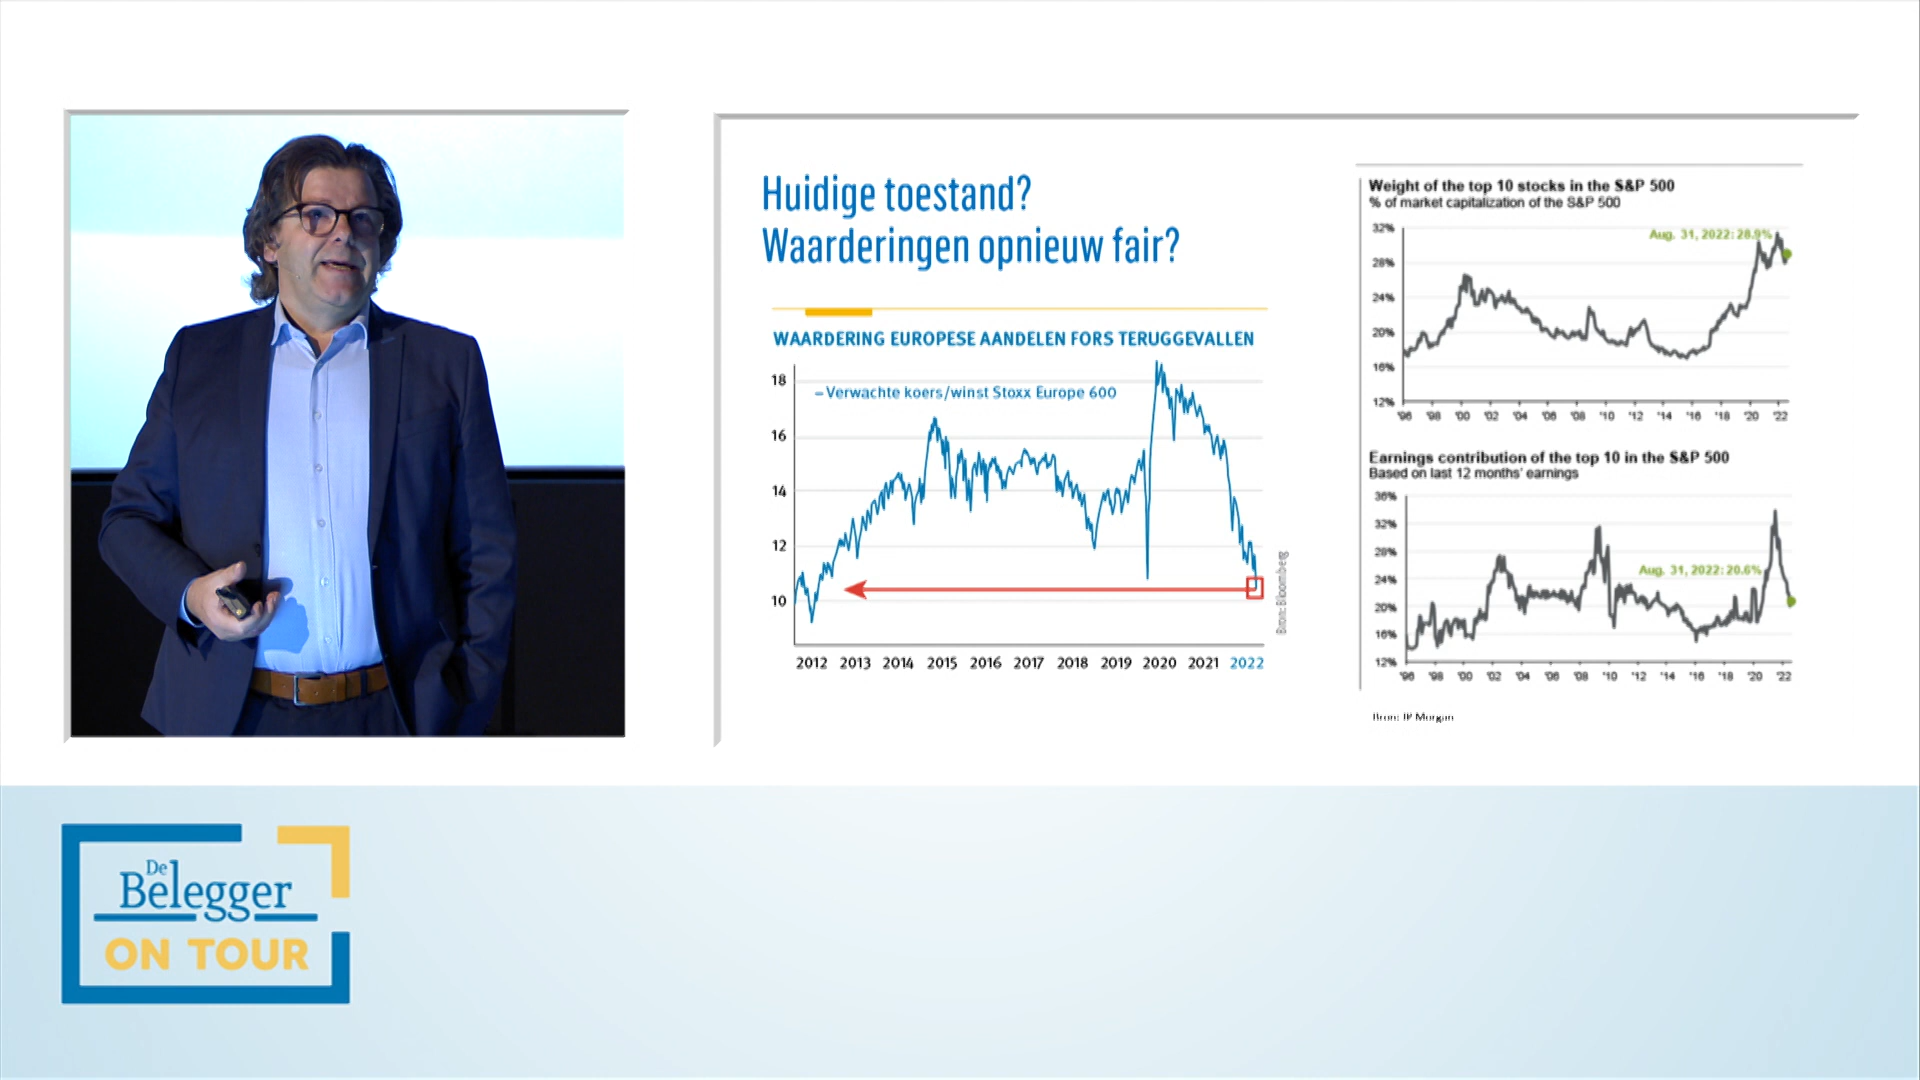 Huidige toestand?
Waarderingen opnieuw fair?
WAARDERING EUROPESE AANDELEN FORS TERUGGEVALLEN
Verwachte koers/winst Stoxx Europe 600
18
16
14
12
10
2012 2013 2014 2015 2016 2017 2018 2019 2020 2021 2022
Bron: Bloomberg
Weight of the top 10 stocks in the S&P 500
% of market capitalization of the S&P 500
Aug. 31, 2022: 28.9%
32%
28%
24%
20%
16%
12%
'96 '98 '00 '02 '04 '06 '08 '10 '12 '14 '16 '18 '20 '22
Earnings contribution of the top 10 in the S&P 500
Based on last 12 months' earnings
36%
32%
28%
Aug. 31, 2022: 20.6%
24%
20%
16%
12%
'96 '98 '00 '02 '04 '06 '08 '10 '12 '14 '16 '18 '20 '22
Bron: JP Morgan
De
Belegger
ON TOUR